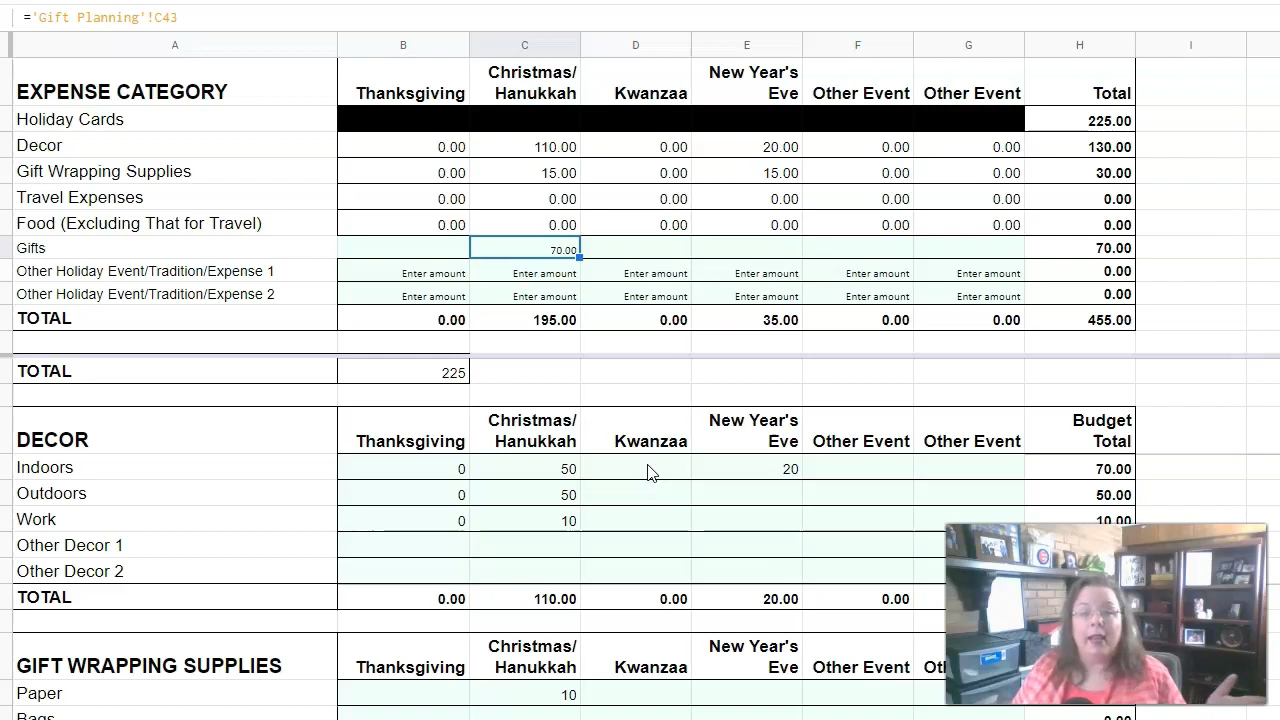 ='Gift Planning'!C43
A B C D E F G H I
EXPENSE CATEGORY Thanksgiving Christmas/ Hanukkah Kwanzaa New Year's Eve Other Event Other Event Total
Holiday Cards 225.00
Decor 0.00 110.00 0.00 20.00 0.00 0.00 130.00
Gift Wrapping Supplies 0.00 15.00 0.00 15.00 0.00 0.00 30.00
Travel Expenses 0.00 0.00 0.00 0.00 0.00 0.00 0.00
Food (Excluding That for Travel) 0.00 0.00 0.00 0.00 0.00 0.00 0.00
Gifts 70.00 70.00
Other Holiday Event/Tradition/Expense 1 Enter amount Enter amount Enter amount Enter amount Enter amount Enter amount 0.00
Other Holiday Event/Tradition/Expense 2 Enter amount Enter amount Enter amount Enter amount Enter amount Enter amount 0.00
TOTAL 0.00 195.00 0.00 35.00 0.00 0.00 455.00
TOTAL 225
DECOR Thanksgiving Christmas/ Hanukkah Kwanzaa New Year's Eve Other Event Other Event Budget Total
Indoors 0 50 20 70.00
Outdoors 0 50 50.00
Work 0 10 10.00
Other Decor 1
Other Decor 2
TOTAL 0.00 110.00 0.00 20.00 0.00
GIFT WRAPPING SUPPLIES Thanksgiving Christmas/ Hanukkah Kwanzaa New Year's Eve Other Event
Paper 10
Bags